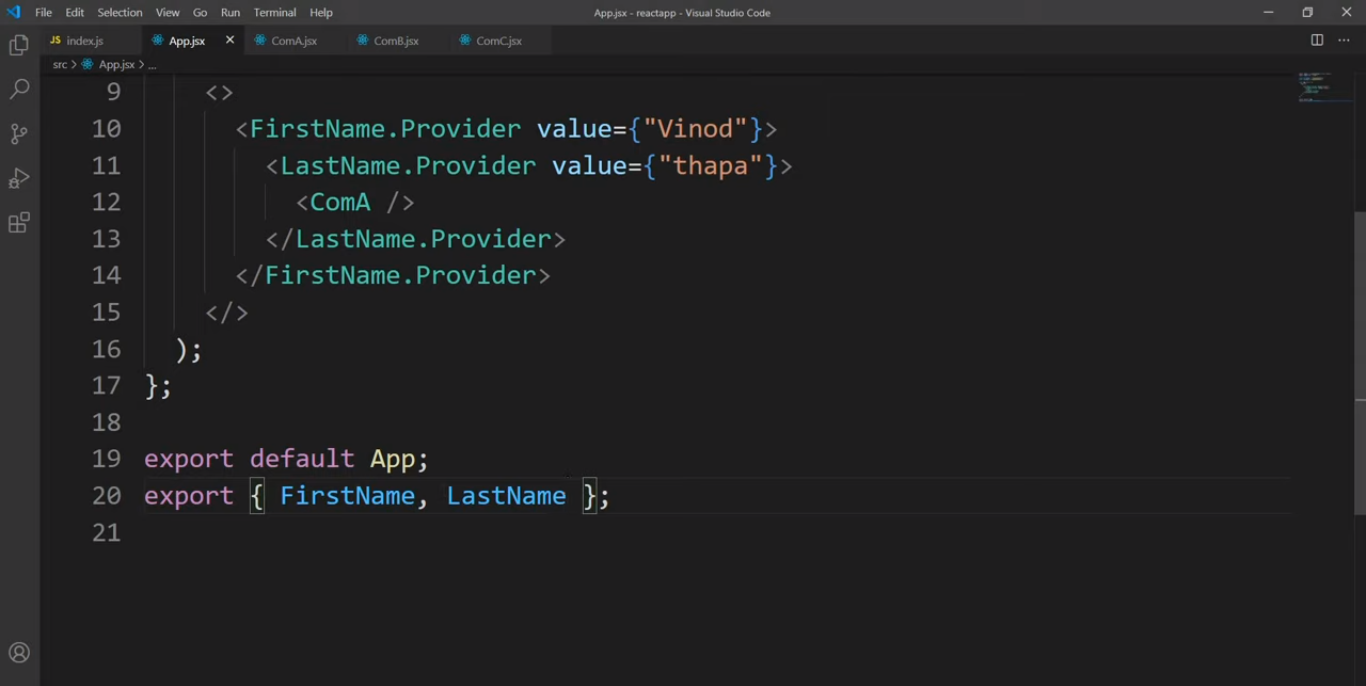 File Edit Selection View Go Run Terminal Help App.jsx - reactapp - Visual Studio Code
JS index.js App.jsx ComA.jsx ComB.jsx ComC.jsx
src > App.jsx > ...
9 <>
10 <FirstName.Provider value={"Vinod"}>
11 <LastName.Provider value={"thapa"}>
12 <ComA />
13 </LastName.Provider>
14 </FirstName.Provider>
15 </>
16 );
17 };
18
19 export default App;
20 export { FirstName, LastName };
21